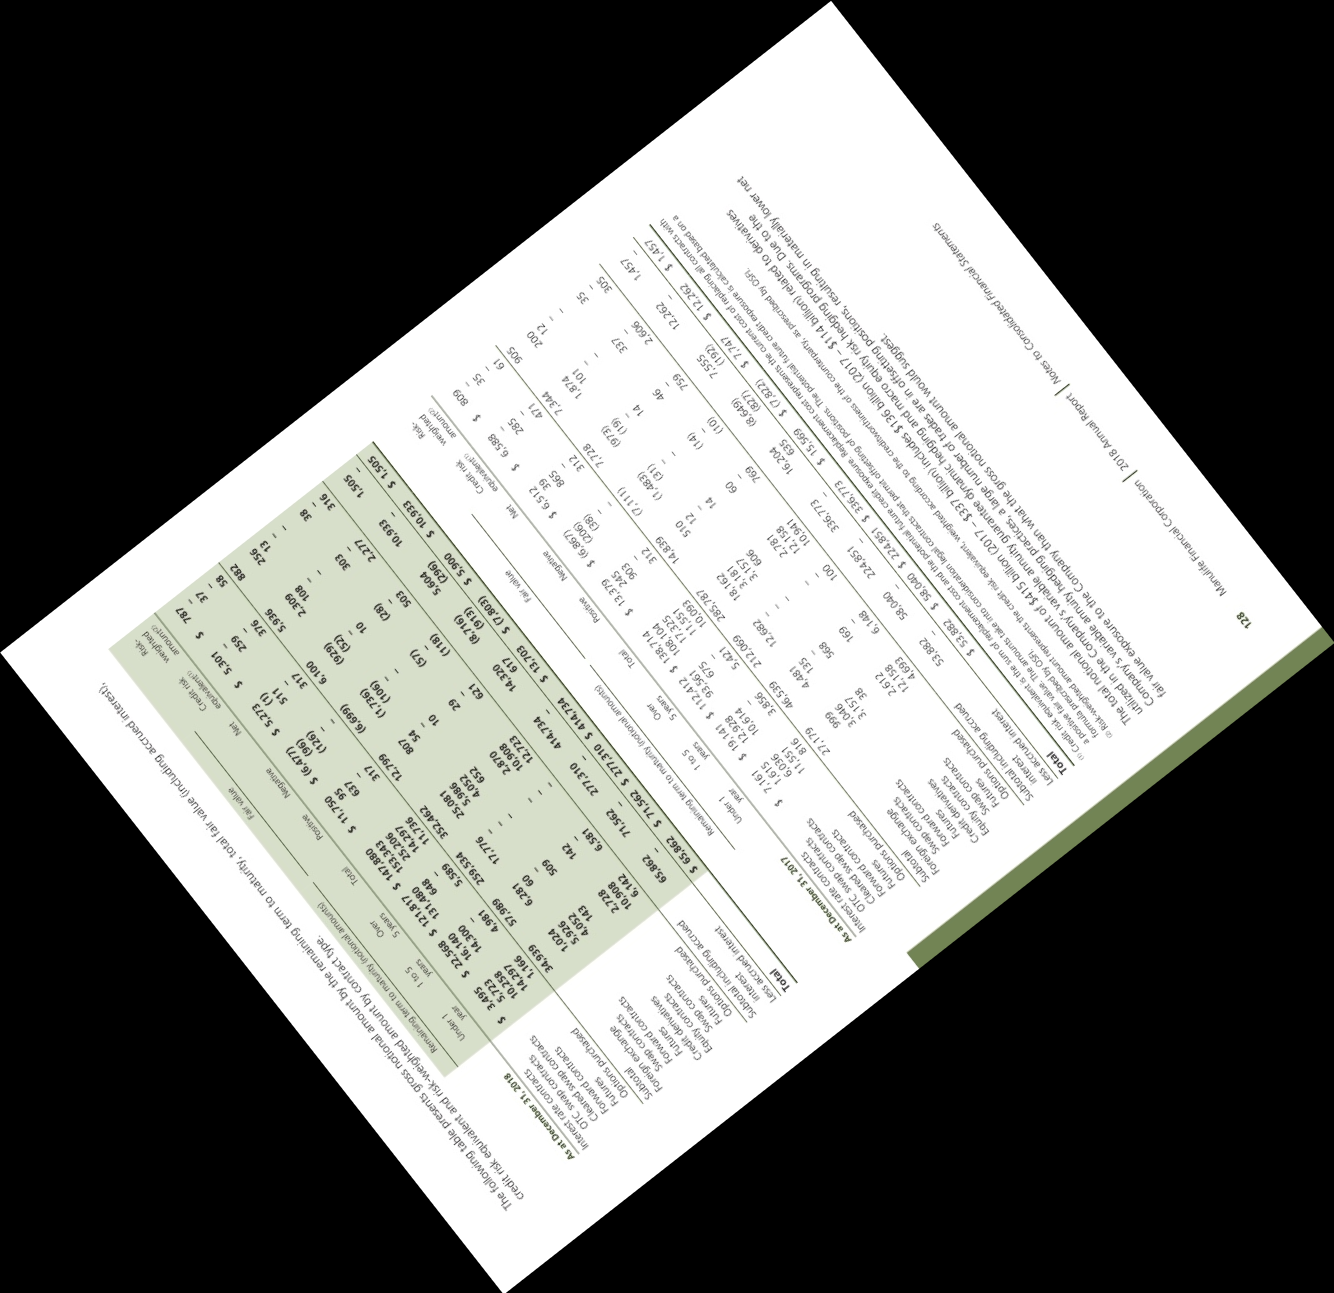 The following table presents gross notional amount by the remaining term to maturity, total fair value (including accrued interest),
credit risk equivalent and risk-weighted amount by contract type.
Remaining term to maturity (notional amounts) Fair value
As at December 31, 2018 Under 1 year 1 to 5 years Over 5 years Total Positive Negative Net Credit risk equivalent(1) Risk-weighted amount(2)
Interest rate contracts
OTC swap contracts $ 3,495 $ 22,568 $ 121,817 $ 147,880 $ 11,750 $ (6,477) $ 5,273 $ 5,301 $ 787
Cleared swap contracts 5,723 16,140 131,480 153,343 95 (96) (1) – –
Forward contracts 10,258 14,300 648 25,206 637 (126) 511 259 37
Futures 14,297 – – 14,297 – – – – –
Options purchased 1,166 4,981 5,589 11,736 317 – 317 376 58
Subtotal 34,939 57,989 259,534 352,462 12,799 (6,699) 6,100 5,936 882
Foreign exchange
Swap contracts 1,024 6,281 17,776 25,081 807 (1,736) (929) 2,309 256
Forward contracts 5,926 60 – 5,986 54 (106) (52) 108 13
Futures 4,052 – – 4,052 – – – – –
Credit derivatives 143 509 – 652 10 – 10 – –
Equity contracts
Swap contracts 2,728 142 – 2,870 29 (57) (28) 303 38
Futures 10,908 – – 10,908 – – – – –
Options purchased 6,142 6,581 – 12,723 621 (118) 503 2,277 316
Subtotal including accrued
interest 65,862 71,562 277,310 414,734 14,320 (8,716) 5,604 10,933 1,505
Less accrued interest – – – – 617 (913) (296) – –
Total $ 65,862 $ 71,562 $ 277,310 $ 414,734 $ 13,703 $ (7,803) $ 5,900 $ 10,933 $ 1,505
Remaining term to maturity (notional amounts) Fair value
As at December 31, 2017 Under 1 year 1 to 5 years Over 5 years Total Positive Negative Net Credit risk equivalent(1) Risk-weighted amount(2)
Interest rate contracts
OTC swap contracts $ 7,161 $ 19,141 $ 112,412 $ 138,714 $ 13,379 $ (6,867) $ 6,512 $ 6,588 $ 809
Cleared swap contracts 1,615 12,928 93,561 108,104 245 (206) 39 – –
Forward contracts 6,036 10,614 675 17,325 903 (38) 865 285 35
Futures 11,551 – – 11,551 – – – – –
Options purchased 816 3,856 5,421 10,093 312 – 312 471 61
Subtotal 27,179 46,539 212,069 285,787 14,839 (7,111) 7,728 7,344 905
Foreign exchange
Swap contracts 999 4,481 12,682 18,162 510 (1,483) (973) 1,874 200
Forward contracts 3,046 135 – 3,181 12 (31) (19) 101 12
Futures 3,157 – – 3,157 – – – – –
Credit derivatives 38 568 – 606 14 – 14 – –
Equity contracts
Swap contracts 2,612 169 – 2,781 60 (14) 46 337 35
Futures 12,158 – – 12,158 – – – – –
Options purchased 4,693 6,148 100 10,941 769 (10) 759 2,606 305
Subtotal including accrued
interest 53,882 58,040 224,851 336,773 16,204 (8,649) 7,555 12,262 1,457
Less accrued interest – – – – 635 (827) (192) – –
Total $ 53,882 $ 58,040 $ 224,851 $ 336,773 $ 15,569 $ (7,822) $ 7,747 $ 12,262 $ 1,457
(1) Credit risk equivalent is the sum of replacement cost and the potential future credit exposure. Replacement cost represents the current cost of replacing all contracts with
a positive fair value. The amounts take into consideration legal contracts that permit offsetting of positions. The potential future credit exposure is calculated based on a
formula prescribed by OSFI.
(2) Risk-weighted amount represents the credit risk equivalent, weighted according to the creditworthiness of the counterparty, as prescribed by OSFI.
The total notional amount of $415 billion (2017 – $337 billion) includes $136 billion (2017 – $114 billion) related to derivatives
utilized in the Company's variable annuity guarantee dynamic hedging and macro equity risk hedging programs. Due to the
Company's variable annuity hedging practices, a large number of trades are in offsetting positions, resulting in materially lower net
fair value exposure to the Company than what the gross notional amount would suggest.
128 Manulife Financial Corporation | 2018 Annual Report | Notes to Consolidated Financial Statements